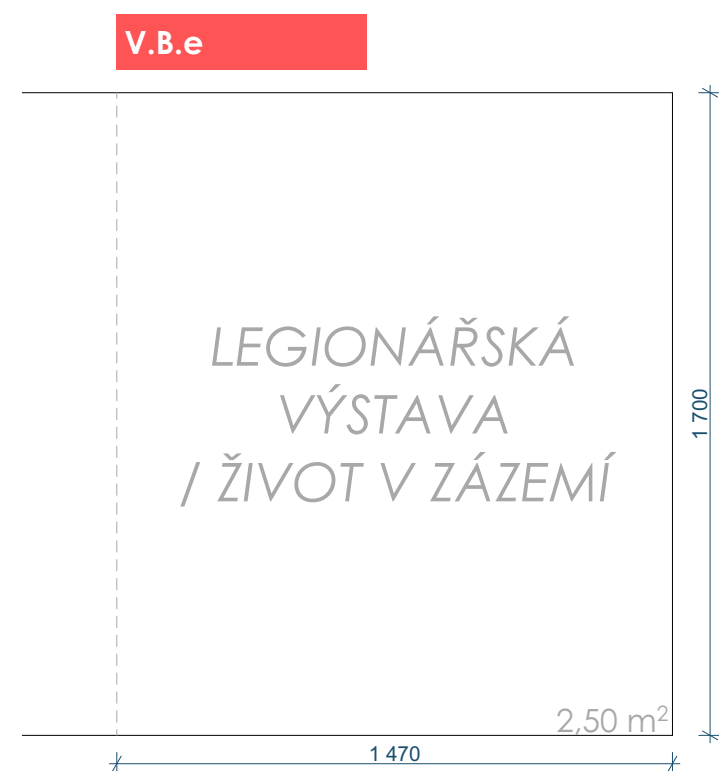 V.B.e
LEGIONÁŘSKÁ
VÝSTAVA
/ ŽIVOT V ZÁZEMÍ
1 700
2,50 m²
1 470